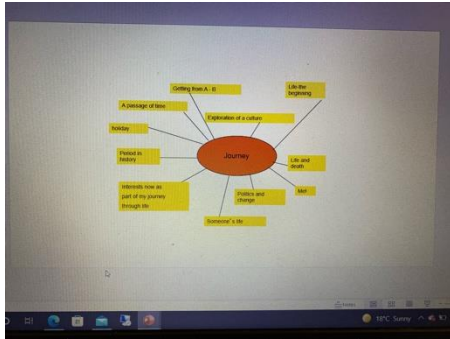 Getting from A - B
Life-the
beginning
A passage of time
Exploration of a culture
holiday
Journey
Period in
history
Life and
death
Interests now as
part of my journey
through life
Me!
Politics and
change
Someone's life
18°C Sunny